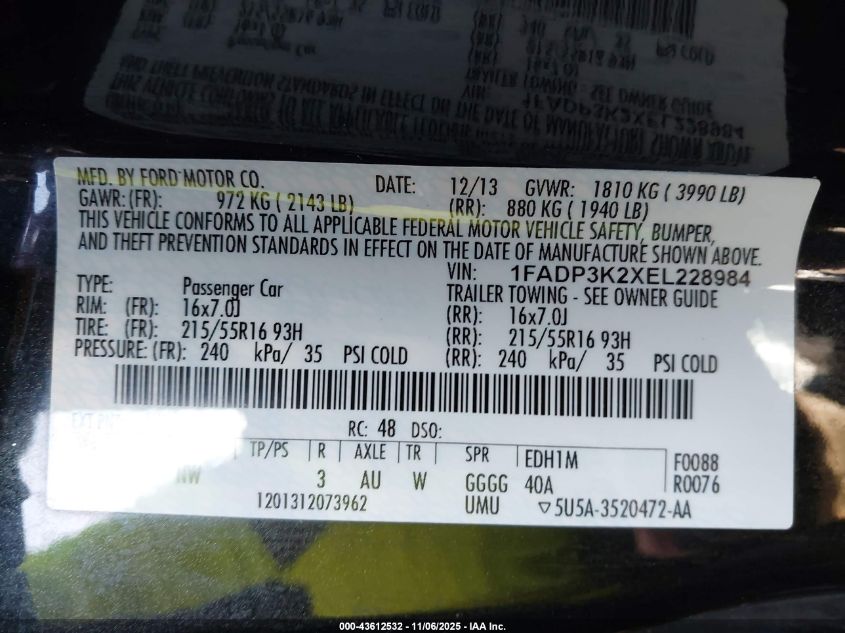 MFD. BY FORD MOTOR CO. DATE: 12/13 GVWR: 1810 KG ( 3990 LB)
GAWR: (FR): 972 KG ( 2143 LB) (RR): 880 KG ( 1940 LB)
THIS VEHICLE CONFORMS TO ALL APPLICABLE FEDERAL MOTOR VEHICLE SAFETY, BUMPER,
AND THEFT PREVENTION STANDARDS IN EFFECT ON THE DATE OF MANUFACTURE SHOWN ABOVE.
VIN: 1FADP3K2XEL228984
TYPE: Passenger Car TRAILER TOWING - SEE OWNER GUIDE
RIM: (FR): 16x7.0J (RR): 16x7.0J
TIRE: (FR): 215/55R16 93H (RR): 215/55R16 93H
PRESSURE: (FR): 240 kPa/ 35 PSI COLD (RR): 240 kPa/ 35 PSI COLD
EXT PNT:
RC: 48 DSO:
TP/PS R AXLE TR SPR EDH1M F0088
NW 3 AU W GGGG 40A R0076
1201312073962 UMU ▽5U5A-3520472-AA
000-43612532 - 11/06/2025 - IAA Inc.